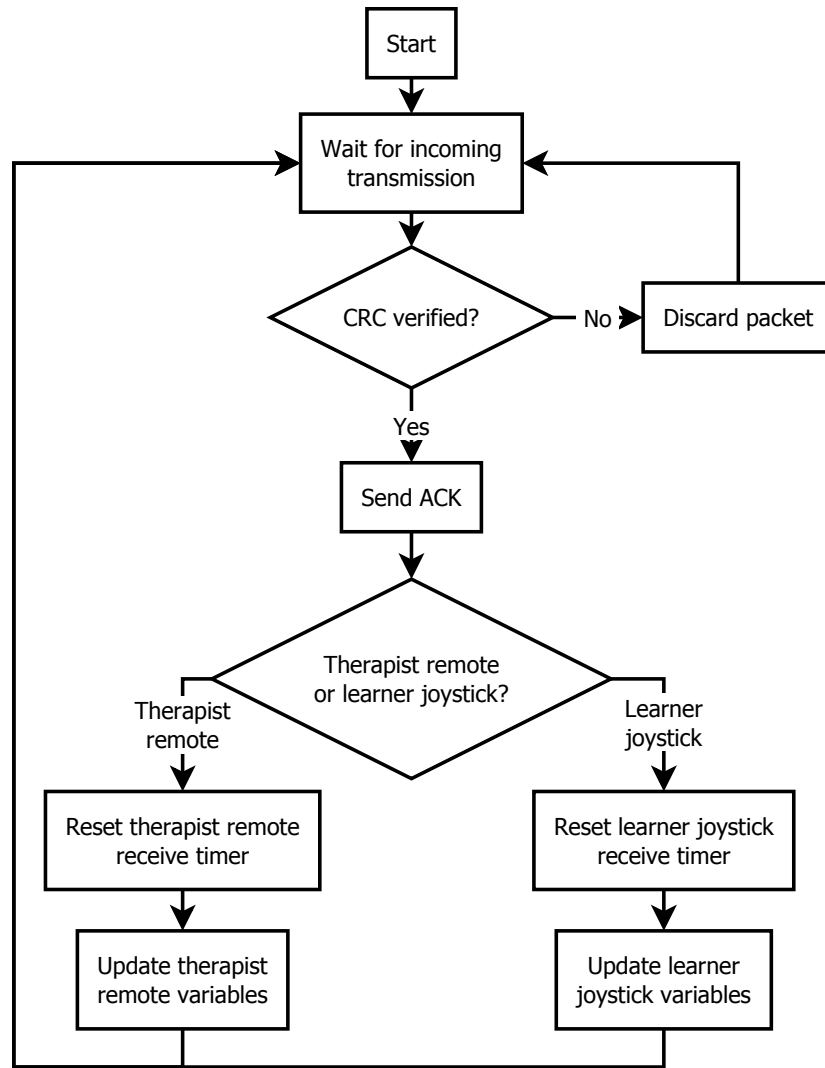 Start
Wait for incoming
transmission
CRC verified?
No
Discard packet
Yes
Send ACK
Therapist remote
or learner joystick?
Therapist
remote
Learner
joystick
Reset therapist remote
receive timer
Reset learner joystick
receive timer
Update therapist
remote variables
Update learner
joystick variables